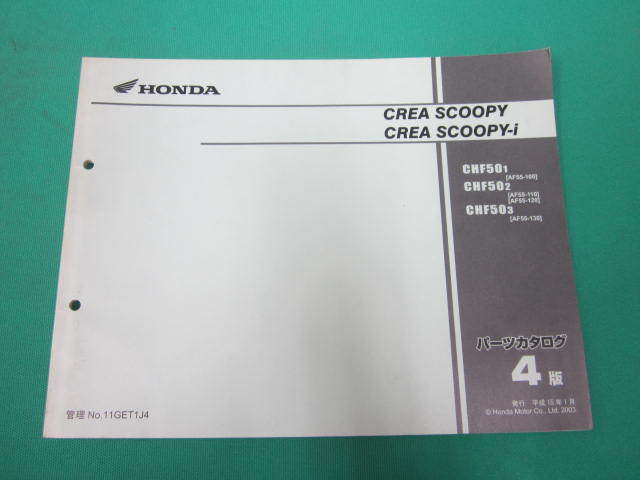 HONDA
CREA SCOOPY
CREA SCOOPY-i
CHF501
[AF55-100]
CHF502
[AF55-110]
[AF55-120]
CHF503
[AF55-130]
パーツカタログ
4版
発行 平成15年1月
© Honda Motor Co., Ltd. 2003
管理 No.11GET1J4